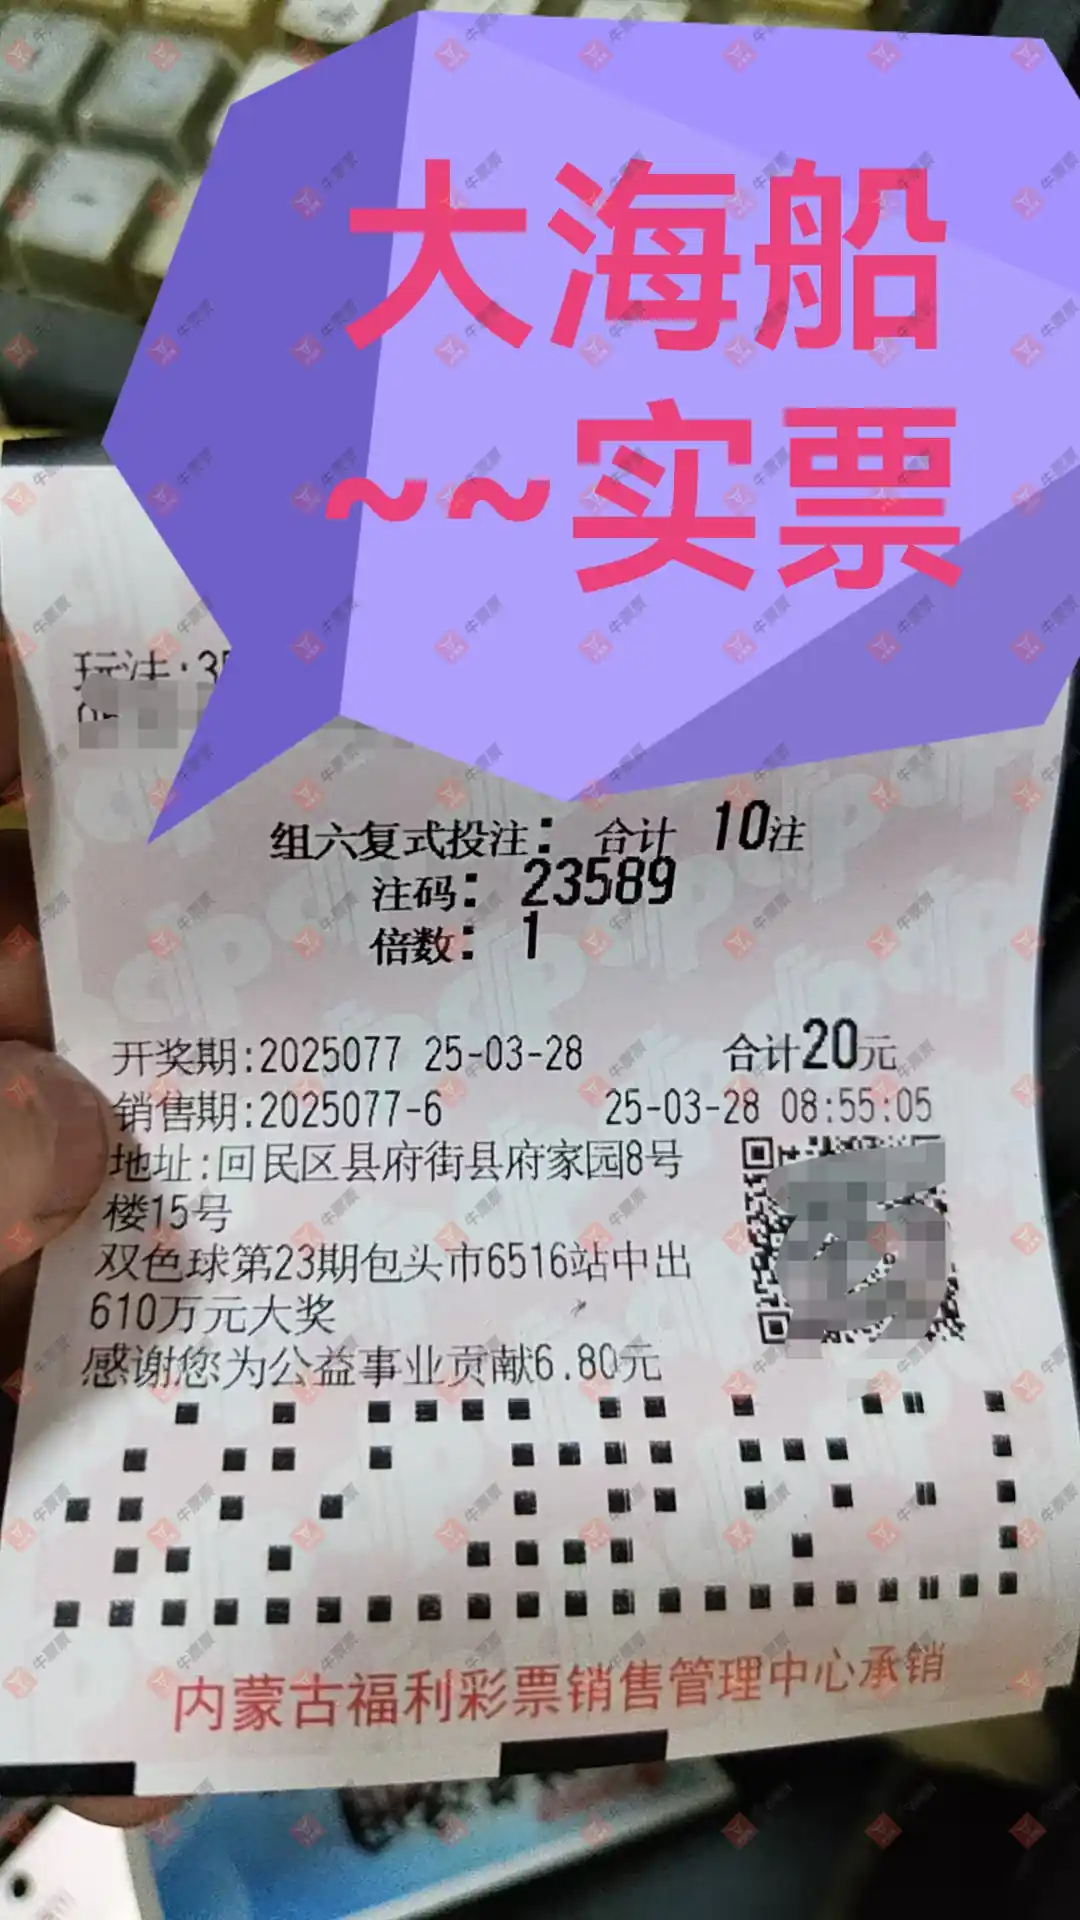 大海船
~~实票
玩法:3
组六复式投注: 合计 10注
注码: 23589
倍数: 1
开奖期:2025077 25-03-28 合计20元
销售期:2025077-6 25-03-28 08:55:05
地址:回民区县府街县府家园8号
楼15号
双色球第23期包头市6516站中出
610万元大奖
感谢您为公益事业贡献6.80元
内蒙古福利彩票销售管理中心承销
牛票票